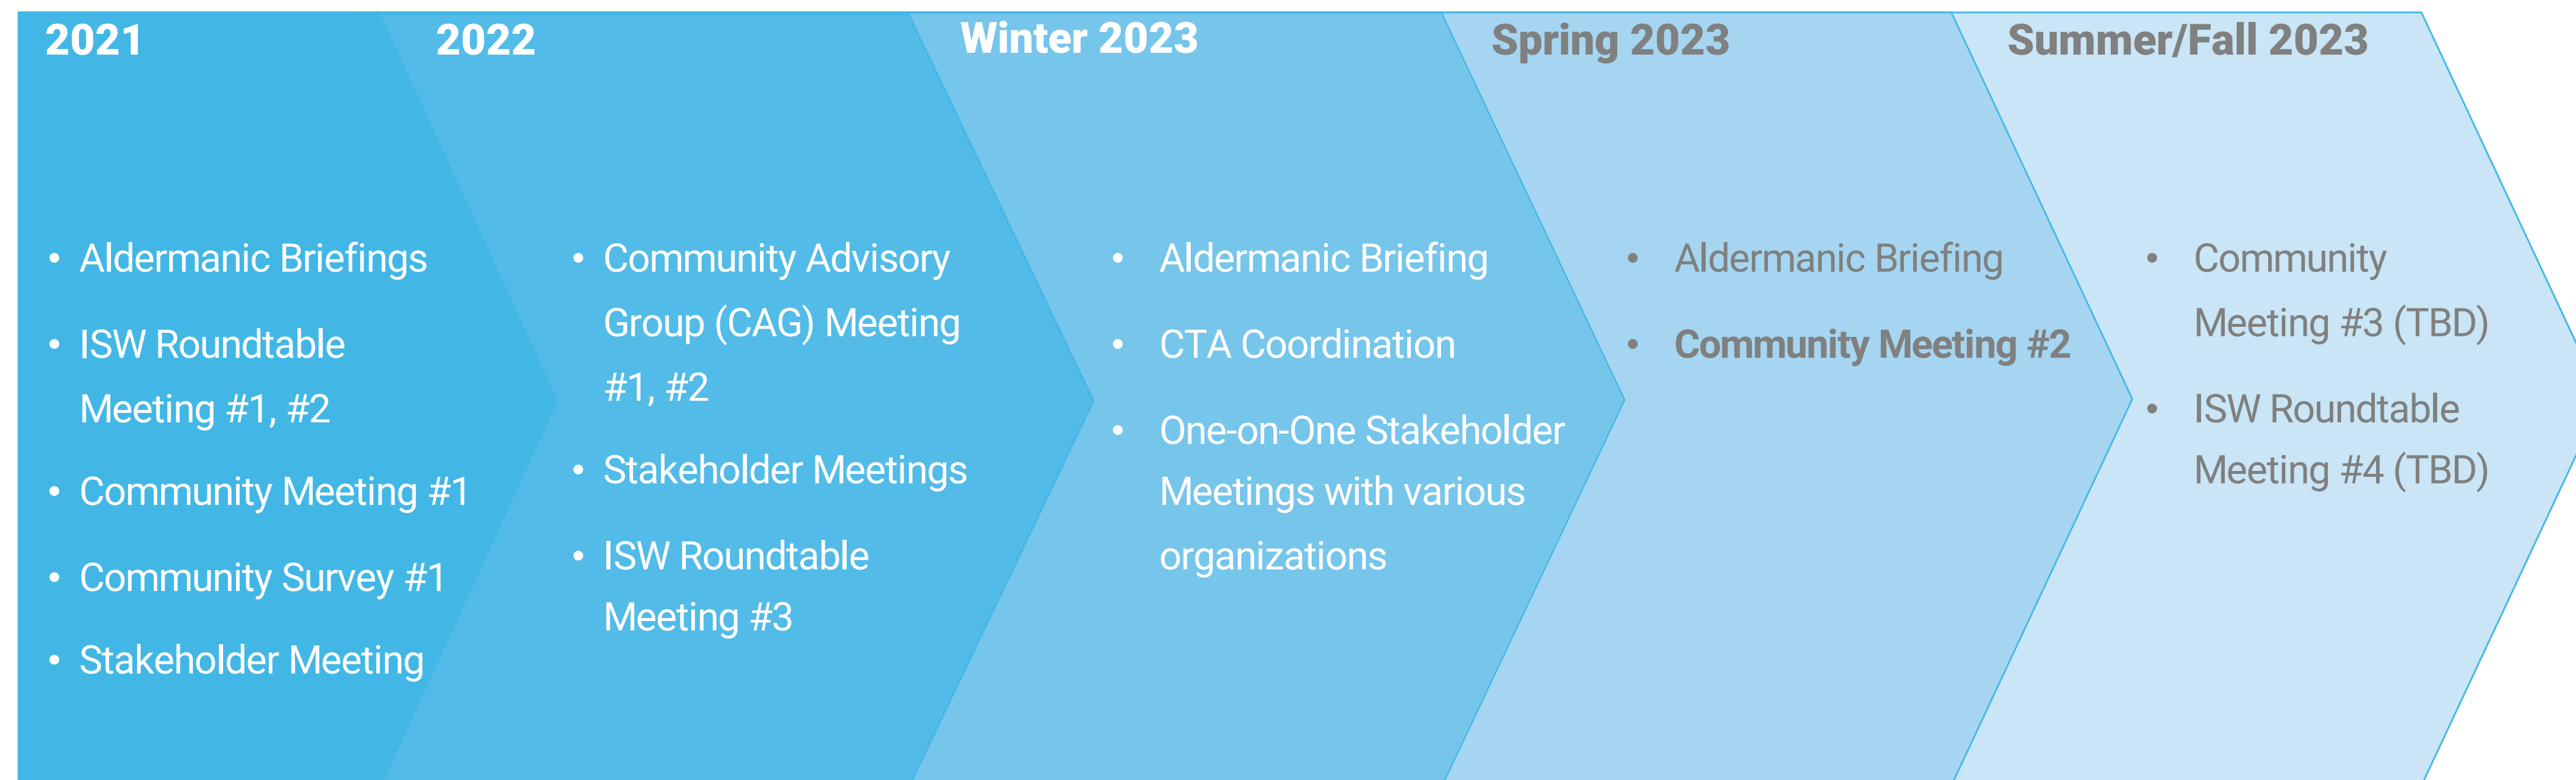 2021
• Aldermanic Briefings
• ISW Roundtable
Meeting #1, #2
• Community Meeting #1
• Community Survey #1
• Stakeholder Meeting
2022
• Community Advisory
Group (CAG) Meeting
#1, #2
• Stakeholder Meetings
• ISW Roundtable
Meeting #3
Winter 2023
• Aldermanic Briefing
• CTA Coordination
• One-on-One Stakeholder
Meetings with various
organizations
Spring 2023
• Aldermanic Briefing
• Community Meeting #2
Summer/Fall 2023
• Community
Meeting #3 (TBD)
• ISW Roundtable
Meeting #4 (TBD)